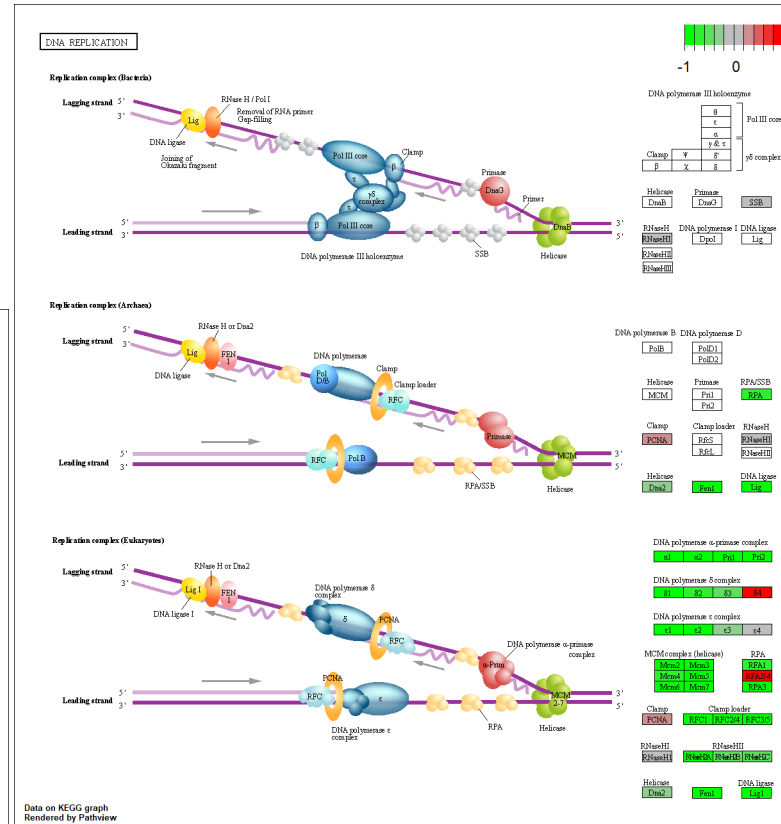 DNA REPLICATION
-1 0
Replication complex (Bacteria)
Lagging strand 5' 3'
Lig
RNase H / Pol I
Removal of RNA primer
Gap-filling
DNA ligase
Joining of
Okazaki fragment
Pol III core
Clamp
β
τ
γδ
complex
τ
Primase
DnaG
Primer
DnaB
3'
5'
Leading strand 5' 3'
β
Pol III core
DNA polymerase III holoenzyme
SSB
Helicase
DNA polymerase III holoenzyme
θ
ε
α
Pol III core
γ & τ
Clamp Ψ δ'
β χ δ
γδ complex
Helicase Primase
DnaB DnaG SSB
RNaseH DNA polymerase I DNA ligase
RNaseHI DpoI Lig
RNaseHII
RNaseHIII
Replication complex (Archaea)
Lagging strand 5' 3'
RNase H or Dna2
Lig
FEN 1
DNA ligase
DNA polymerase
Pol D/B
Clamp
Clamp loader
RFC
Primase
MCM
3'
5'
Leading strand 5' 3'
RFC
Pol B
RPA/SSB
Helicase
DNA polymerase B DNA polymerase D
PolB PolD1
PolD2
Helicase Primase RPA/SSB
MCM Pri1 RPA
Pri2
Clamp Clamp loader RNaseH
PCNA RfcS RNaseHI
RfcL RNaseHII
Helicase DNA ligase
Dna2 Fen1 Lig
Replication complex (Eukaryotes)
Lagging strand 5' 3'
RNase H or Dna2
Lig I
FEN 1
DNA ligase I
DNA polymerase δ
complex
δ
PCNA
RFC
DNA polymerase α-primase
complex
α-Prim
MCM
2-7
3'
5'
Leading strand 5' 3'
PCNA
RFC
ε
DNA polymerase ε
complex
RPA
Helicase
DNA polymerase α-primase complex
α1 α2 Pri1 Pri2
DNA polymerase δ complex
δ1 δ2 δ3 δ4
DNA polymerase ε complex
ε1 ε2 ε3 ε4
MCM complex (helicase) RPA
Mcm2 Mcm3 RFA1
Mcm4 Mcm5 RFA2/4
Mcm6 Mcm7 RFA3
Clamp Clamp loader
PCNA RFC1 RFC2/4 RFC3/5
RNaseHI RNaseHII
RNaseH1 RNaseH2A RNaseH2B RNaseH2C
Helicase DNA ligase
Dna2 Fen1 Lig1
Data on KEGG graph
Rendered by Pathview